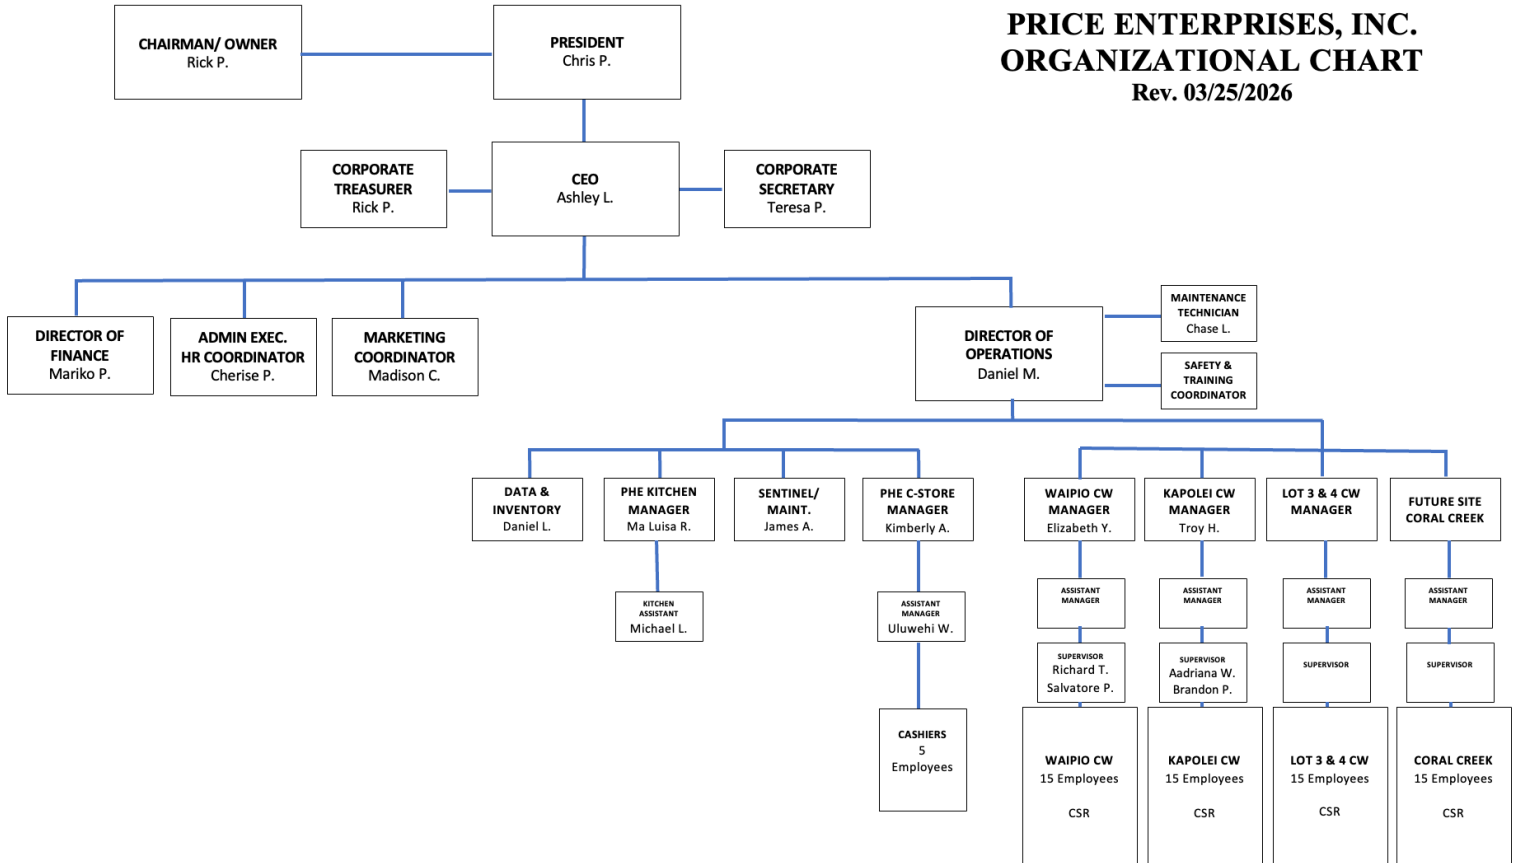 PRICE ENTERPRISES, INC.
ORGANIZATIONAL CHART
Rev. 03/25/2026
CHAIRMAN/ OWNER
Rick P.
PRESIDENT
Chris P.
CORPORATE
TREASURER
Rick P.
CEO
Ashley L.
CORPORATE
SECRETARY
Teresa P.
DIRECTOR OF
FINANCE
Mariko P.
ADMIN EXEC.
HR COORDINATOR
Cherise P.
MARKETING
COORDINATOR
Madison C.
DIRECTOR OF
OPERATIONS
Daniel M.
MAINTENANCE
TECHNICIAN
Chase L.
SAFETY &
TRAINING
COORDINATOR
DATA &
INVENTORY
Daniel L.
PHE KITCHEN
MANAGER
Ma Luisa R.
SENTINEL/
MAINT.
James A.
PHE C-STORE
MANAGER
Kimberly A.
WAIPIO CW
MANAGER
Elizabeth Y.
KAPOLEI CW
MANAGER
Troy H.
LOT 3 & 4 CW
MANAGER
FUTURE SITE
CORAL CREEK
KITCHEN
ASSISTANT
Michael L.
ASSISTANT
MANAGER
Uluwehi W.
ASSISTANT
MANAGER
ASSISTANT
MANAGER
ASSISTANT
MANAGER
ASSISTANT
MANAGER
SUPERVISOR
Richard T.
Salvatore P.
SUPERVISOR
Aadriana W.
Brandon P.
SUPERVISOR
SUPERVISOR
CASHIERS
5
Employees
WAIPIO CW
15 Employees
CSR
KAPOLEI CW
15 Employees
CSR
LOT 3 & 4 CW
15 Employees
CSR
CORAL CREEK
15 Employees
CSR